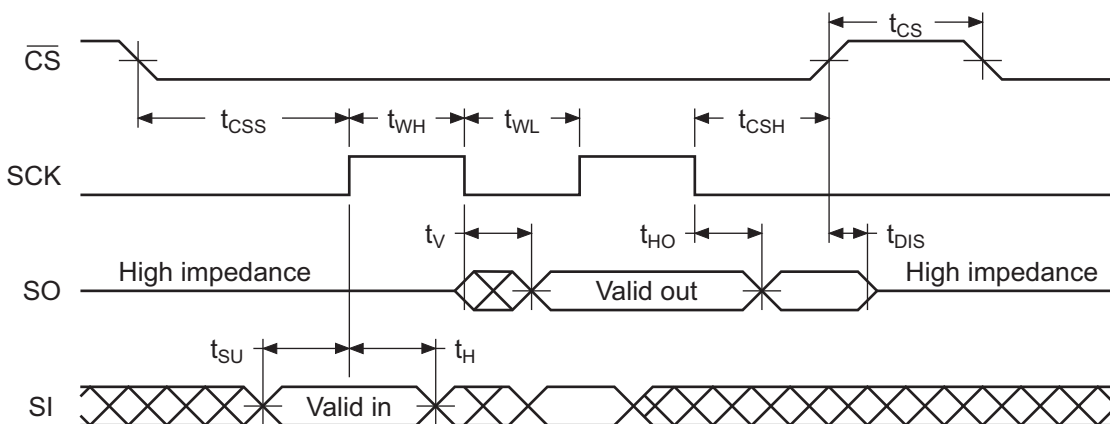 t_CS
C̅S̅
t_CSS t_WH t_WL t_CSH
SCK
t_V t_HO t_DIS
High impedance High impedance
SO Valid out
t_SU t_H
SI Valid in